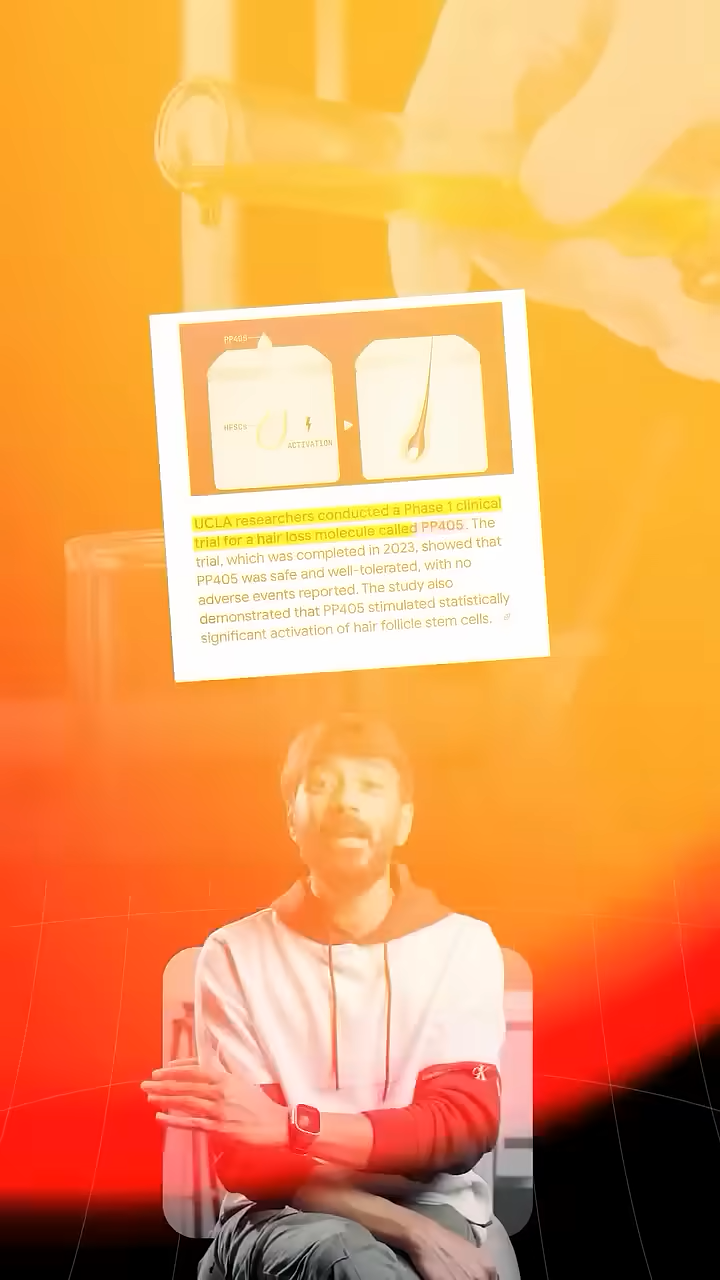 PP405
HFSCs
ACTIVATION
UCLA researchers conducted a Phase 1 clinical
trial for a hair loss molecule called PP405. The
trial, which was completed in 2023, showed that
PP405 was safe and well-tolerated, with no
adverse events reported. The study also
demonstrated that PP405 stimulated statistically
significant activation of hair follicle stem cells.
CK